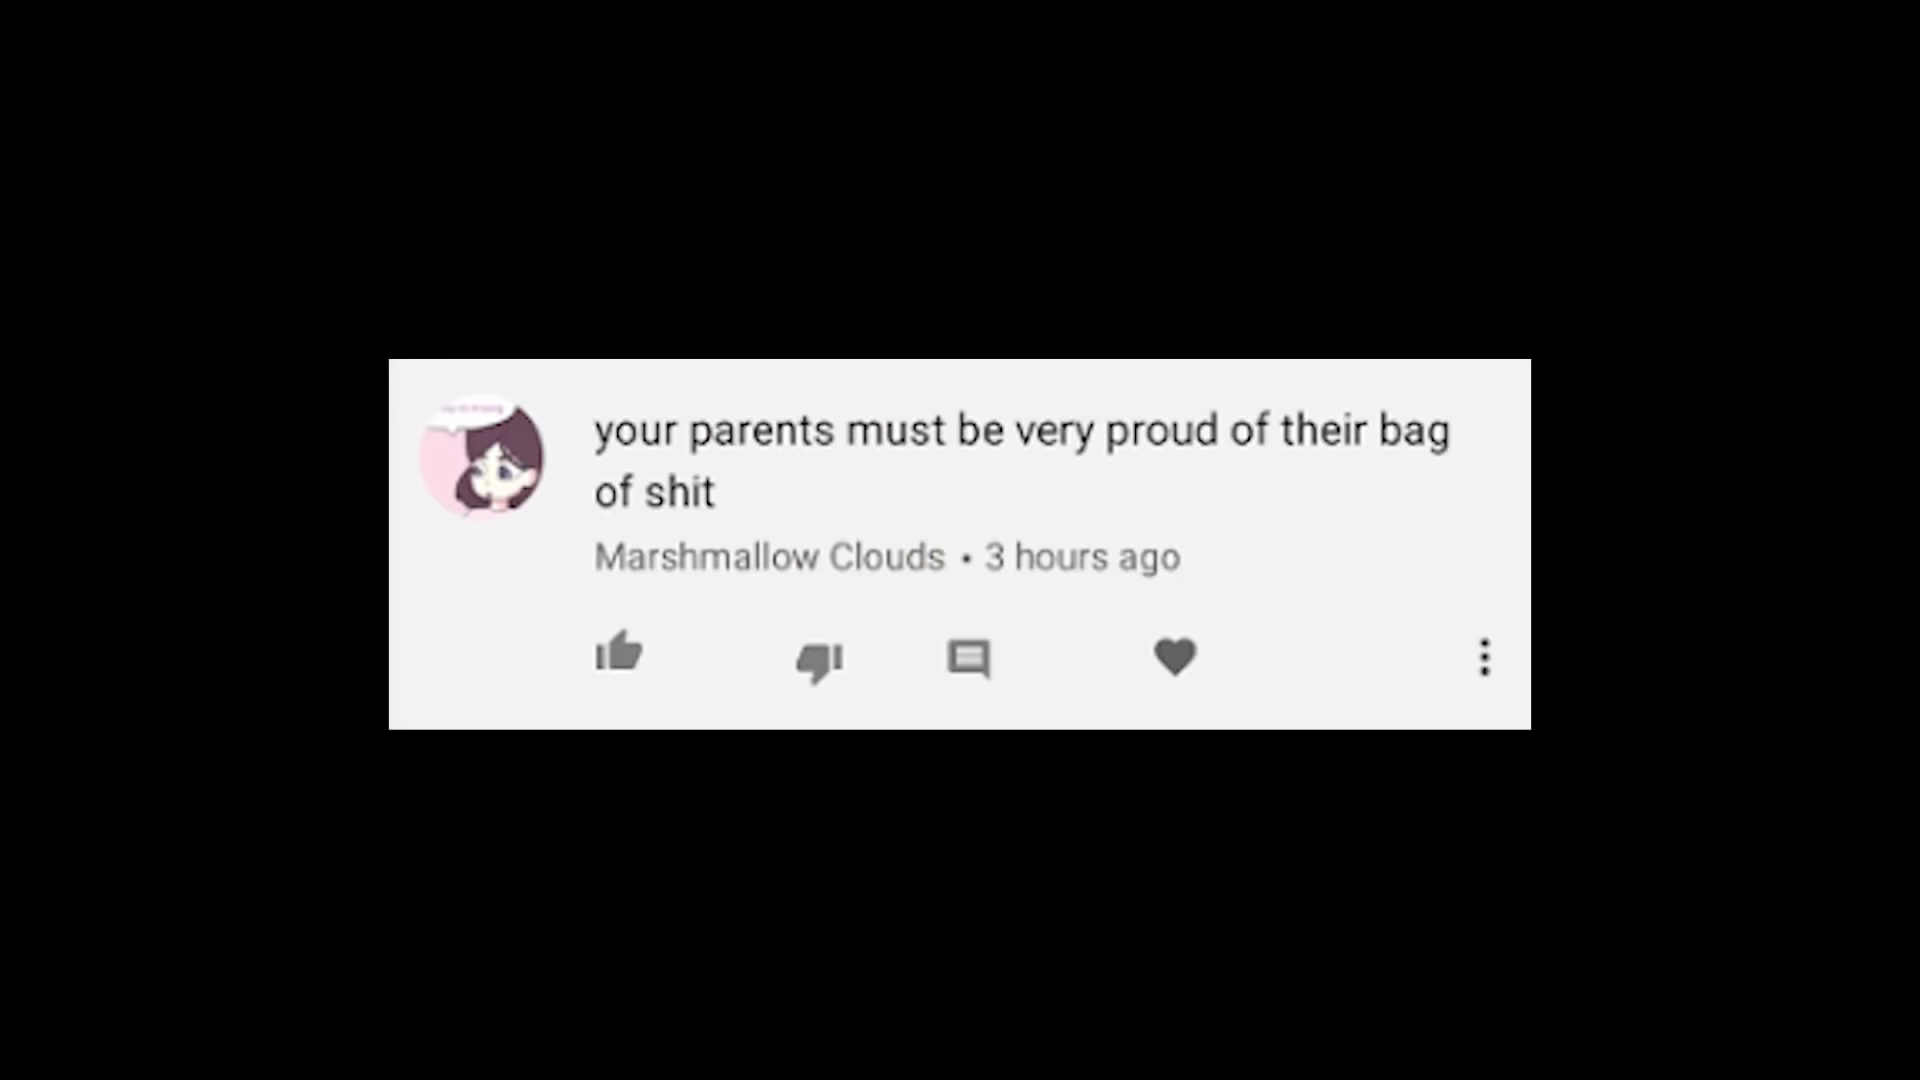 your parents must be very proud of their bag
of shit
Marshmallow Clouds • 3 hours ago